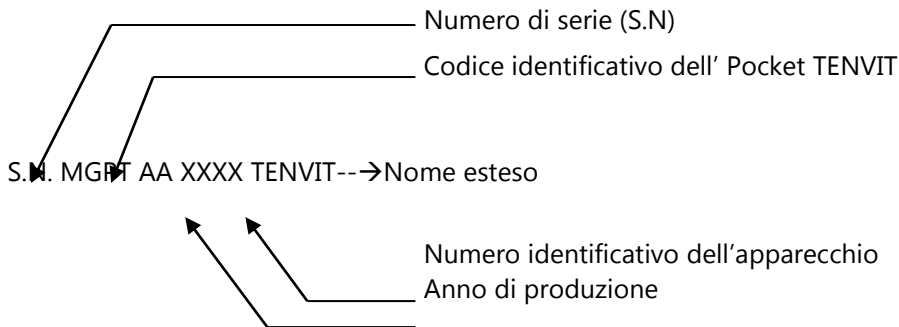 Numero di serie (S.N)
Codice identificativo dell’ Pocket TENVIT
S.N. MGPT AA XXXX TENVIT--→Nome esteso
Numero identificativo dell’apparecchio
Anno di produzione